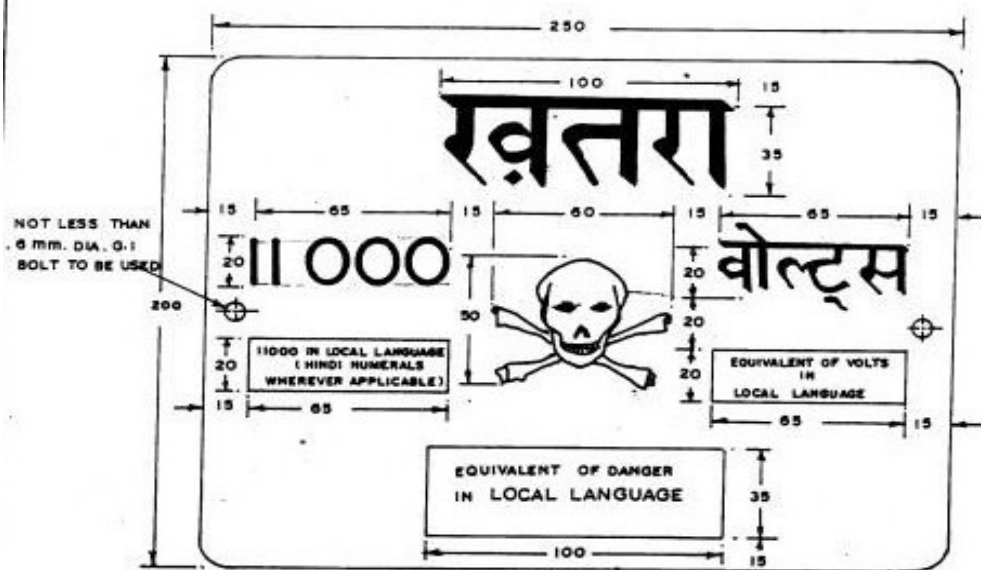 250
100
15
ख़तरा
35
15
65
15
60
15
65
15
NOT LESS THAN
6 mm. DIA. G.I
BOLT TO BE USED
20
11000
50
20
वोल्ट्स
200
20
20
11000 IN LOCAL LANGUAGE
(HINDI NUMERALS
WHEREVER APPLICABLE)
20
EQUIVALENT OF VOLTS
IN
LOCAL LANGUAGE
15
65
65
15
EQUIVALENT OF DANGER
IN LOCAL LANGUAGE
35
100
15